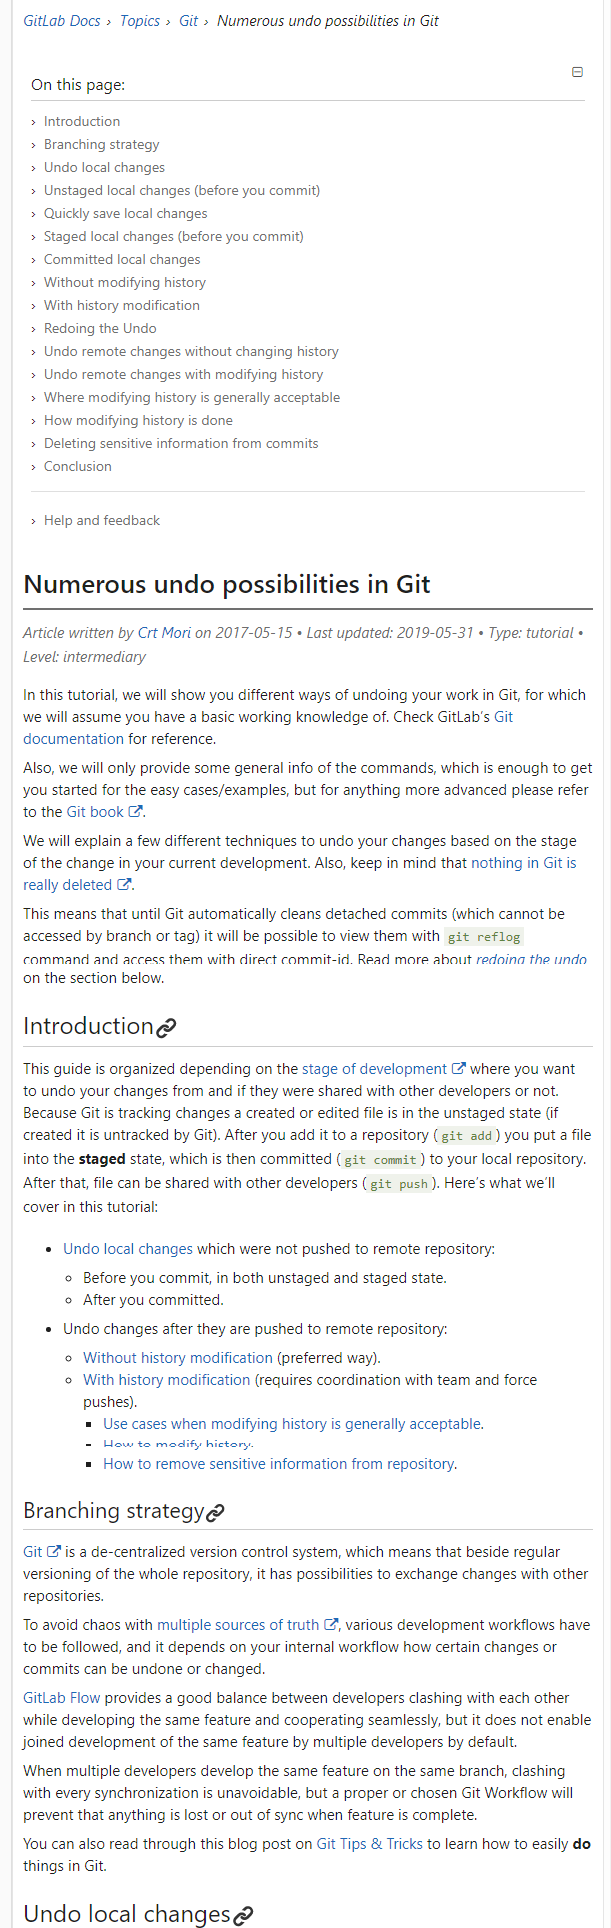 GitLab Docs › Topics › Git › Numerous undo possibilities in Git
On this page:
› Introduction
› Branching strategy
› Undo local changes
› Unstaged local changes (before you commit)
› Quickly save local changes
› Staged local changes (before you commit)
› Committed local changes
› Without modifying history
› With history modification
› Redoing the Undo
› Undo remote changes without changing history
› Undo remote changes with modifying history
› Where modifying history is generally acceptable
› How modifying history is done
› Deleting sensitive information from commits
› Conclusion
› Help and feedback
Numerous undo possibilities in Git
Article written by Crt Mori on 2017-05-15 • Last updated: 2019-05-31 • Type: tutorial •
Level: intermediary
In this tutorial, we will show you different ways of undoing your work in Git, for which
we will assume you have a basic working knowledge of. Check GitLab’s Git
documentation for reference.
Also, we will only provide some general info of the commands, which is enough to get
you started for the easy cases/examples, but for anything more advanced please refer
to the Git book.
We will explain a few different techniques to undo your changes based on the stage
of the change in your current development. Also, keep in mind that nothing in Git is
really deleted.
This means that until Git automatically cleans detached commits (which cannot be
accessed by branch or tag) it will be possible to view them with git reflog
command and access them with direct commit-id. Read more about redoing the undo
on the section below.
Introduction
This guide is organized depending on the stage of development where you want
to undo your changes from and if they were shared with other developers or not.
Because Git is tracking changes a created or edited file is in the unstaged state (if
created it is untracked by Git). After you add it to a repository (git add) you put a file
into the staged state, which is then committed (git commit) to your local repository.
After that, file can be shared with other developers (git push). Here’s what we’ll
cover in this tutorial:
• Undo local changes which were not pushed to remote repository:
◦ Before you commit, in both unstaged and staged state.
◦ After you committed.
• Undo changes after they are pushed to remote repository:
◦ Without history modification (preferred way).
◦ With history modification (requires coordination with team and force
pushes).
▪ Use cases when modifying history is generally acceptable.
▪ How to modify history.
▪ How to remove sensitive information from repository.
Branching strategy
Git is a de-centralized version control system, which means that beside regular
versioning of the whole repository, it has possibilities to exchange changes with other
repositories.
To avoid chaos with multiple sources of truth, various development workflows have
to be followed, and it depends on your internal workflow how certain changes or
commits can be undone or changed.
GitLab Flow provides a good balance between developers clashing with each other
while developing the same feature and cooperating seamlessly, but it does not enable
joined development of the same feature by multiple developers by default.
When multiple developers develop the same feature on the same branch, clashing
with every synchronization is unavoidable, but a proper or chosen Git Workflow will
prevent that anything is lost or out of sync when feature is complete.
You can also read through this blog post on Git Tips & Tricks to learn how to easily do
things in Git.
Undo local changes